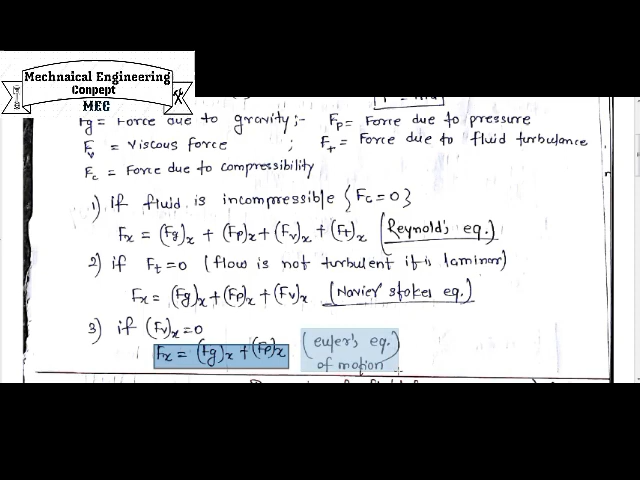 Mechnaical Engineering
Conpept
MEC
Fg = Force due to gravity;- Fp = Force due to pressure
Fv = Viscous force ; Ft = Force due to fluid turbulance
Fc = Force due to compressibility
1) if fluid is incompressible {Fc = 0}
Fx = (Fg)x + (Fp)x + (Fv)x + (Ft)x (Reynold's eq.)
2) if Ft = 0 (flow is not turbulent it is laminar)
Fx = (Fg)x + (Fp)x + (Fv)x (Navier stokes eq.)
3) if (Fv)x = 0
Fx = (Fg)x + (Fp)x (euler's eq.
of motion